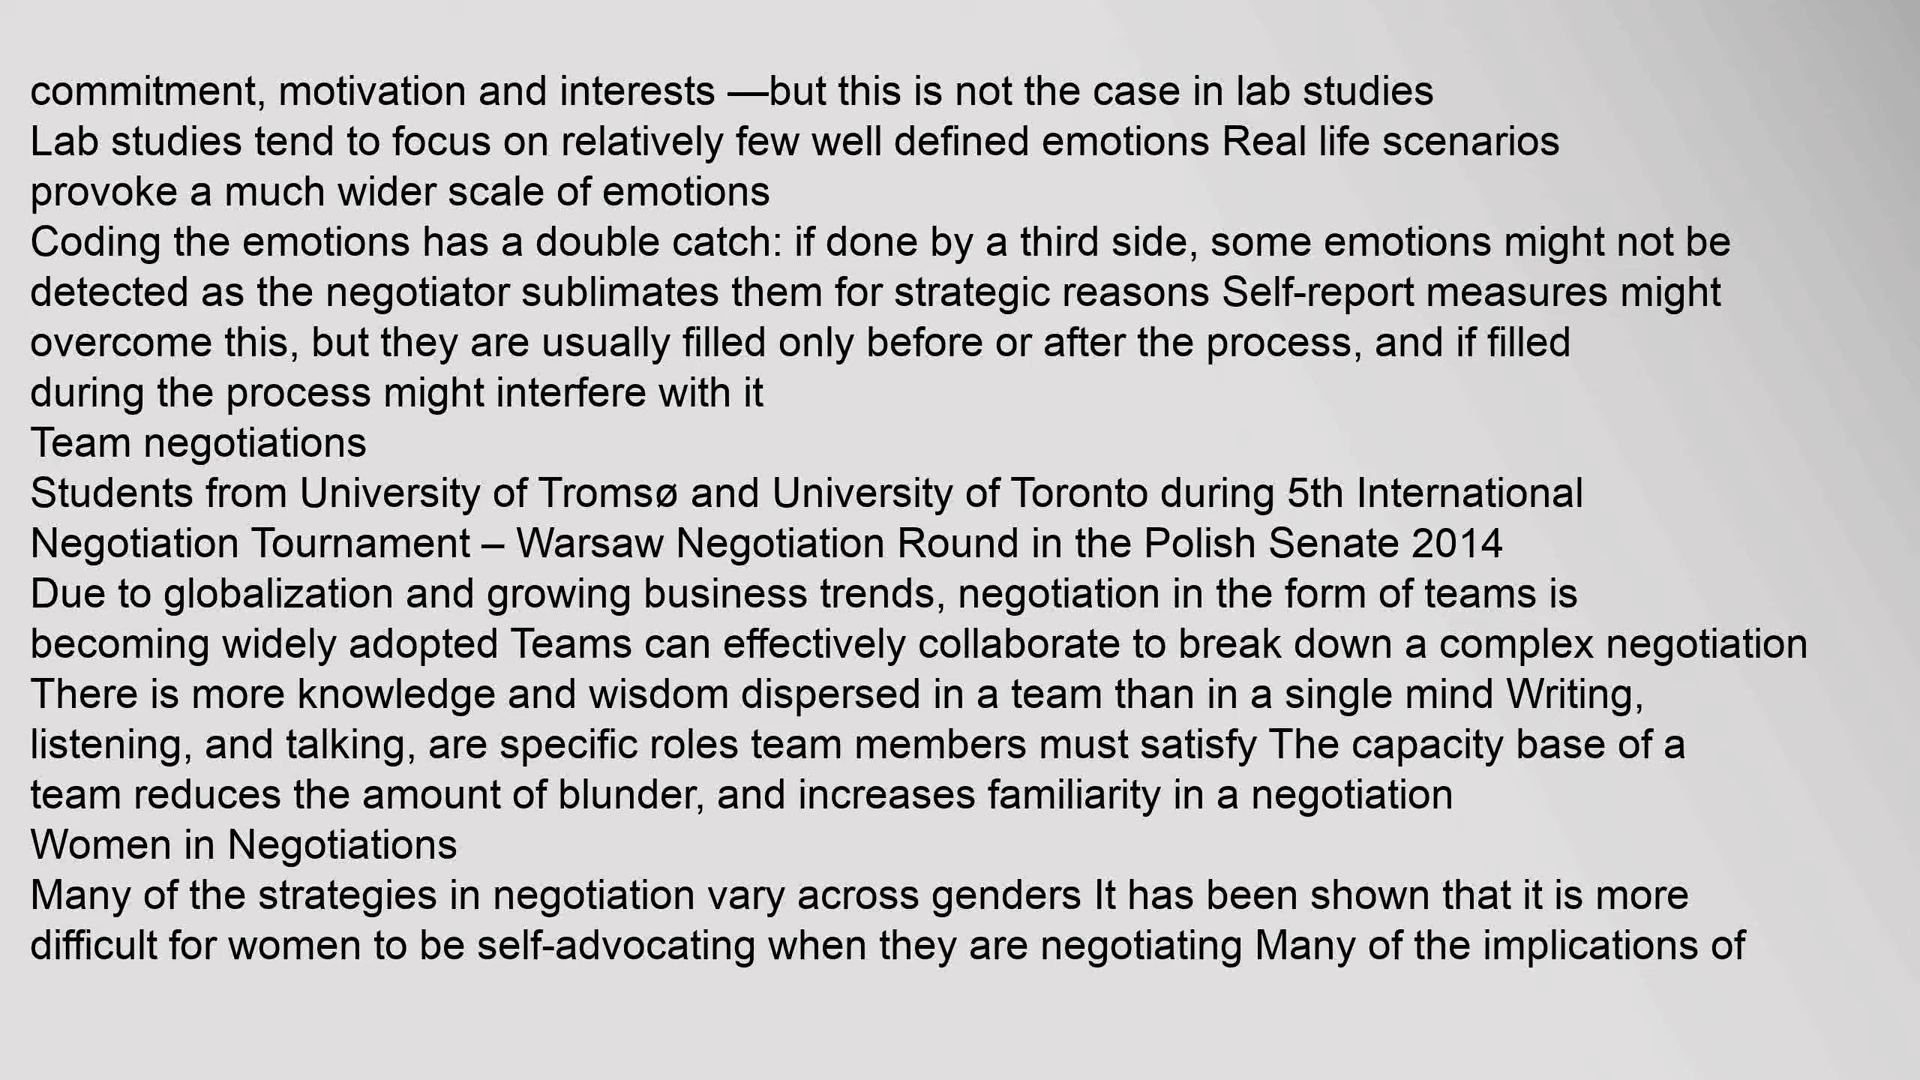 commitment, motivation and interests —but this is not the case in lab studies
Lab studies tend to focus on relatively few well defined emotions Real life scenarios
provoke a much wider scale of emotions
Coding the emotions has a double catch: if done by a third side, some emotions might not be
detected as the negotiator sublimates them for strategic reasons Self-report measures might
overcome this, but they are usually filled only before or after the process, and if filled
during the process might interfere with it
Team negotiations
Students from University of Tromsø and University of Toronto during 5th International
Negotiation Tournament – Warsaw Negotiation Round in the Polish Senate 2014
Due to globalization and growing business trends, negotiation in the form of teams is
becoming widely adopted Teams can effectively collaborate to break down a complex negotiation
There is more knowledge and wisdom dispersed in a team than in a single mind Writing,
listening, and talking, are specific roles team members must satisfy The capacity base of a
team reduces the amount of blunder, and increases familiarity in a negotiation
Women in Negotiations
Many of the strategies in negotiation vary across genders It has been shown that it is more
difficult for women to be self-advocating when they are negotiating Many of the implications of